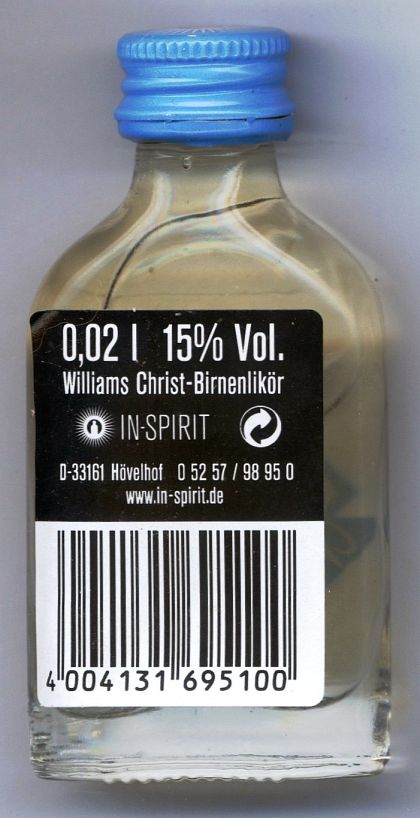 0,02 l 15% Vol.
Williams Christ-Birnenlikör
IN-SPIRIT
D-33161 Hövelhof 0 52 57 / 98 95 0
www.in-spirit.de
4 004131 695100